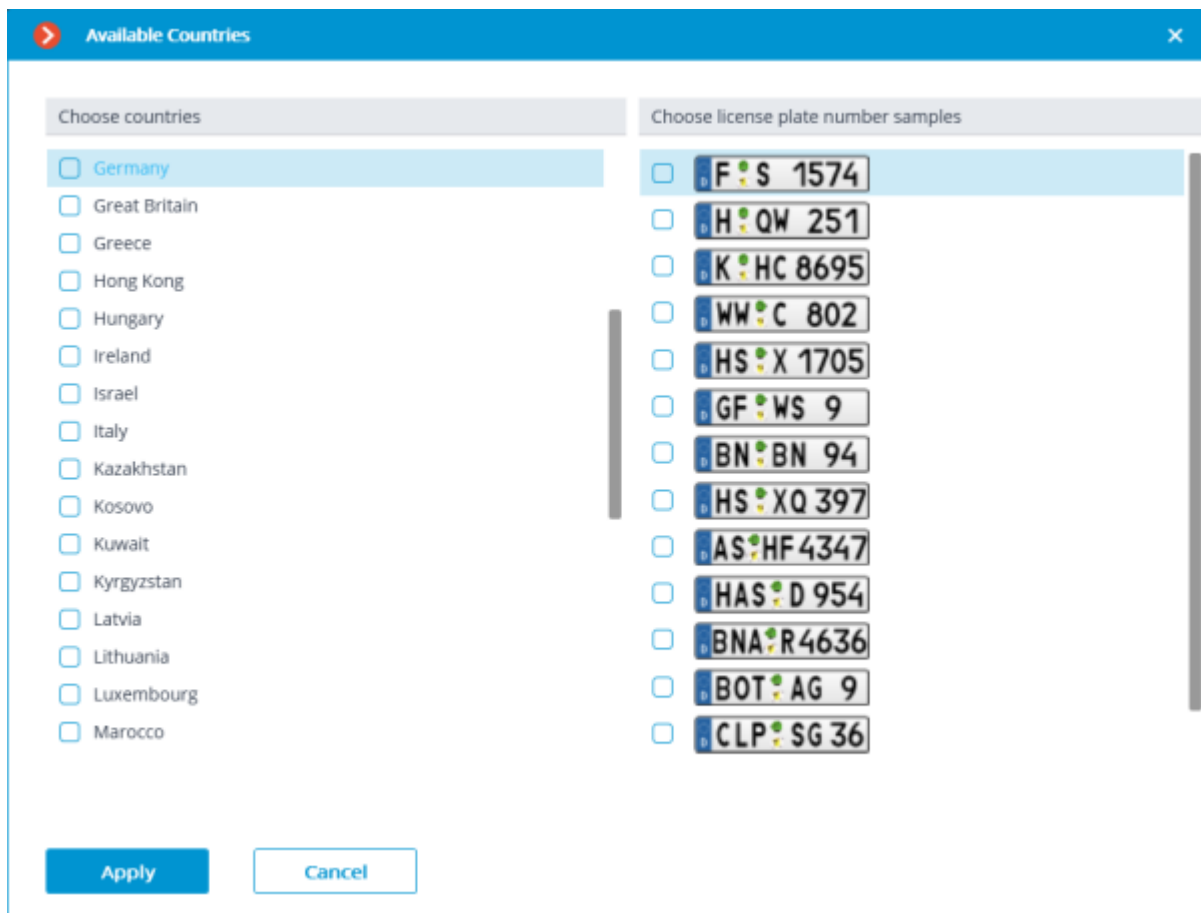 Available Countries
Choose countries
Germany
Great Britain
Greece
Hong Kong
Hungary
Ireland
Israel
Italy
Kazakhstan
Kosovo
Kuwait
Kyrgyzstan
Latvia
Lithuania
Luxembourg
Marocco
Choose license plate number samples
D F S 1574
D H QW 251
D K HC 8695
D WW C 802
D HS X 1705
D GF WS 9
D BN BN 94
D HS XQ 397
D AS HF 4347
D HAS D 954
D BNA R 4636
D BOT AG 9
D CLP SG 36
Apply
Cancel